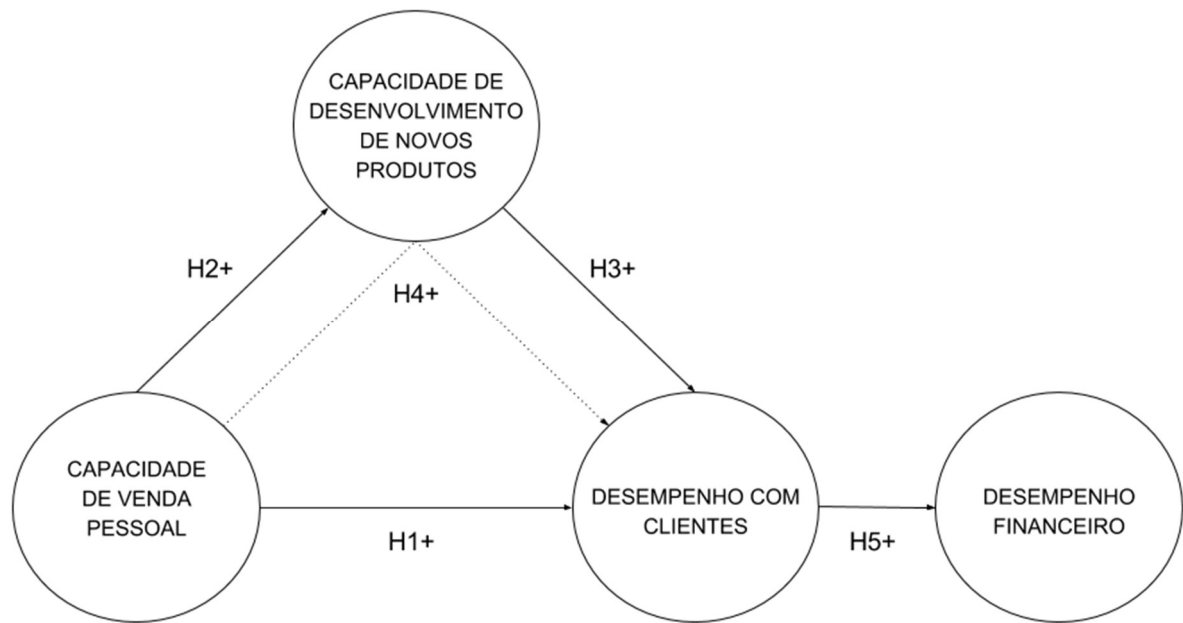 CAPACIDADE DE
DESENVOLVIMENTO
DE NOVOS
PRODUTOS
H2+
H4+
H3+
CAPACIDADE
DE VENDA
PESSOAL
H1+
DESEMPENHO COM
CLIENTES
H5+
DESEMPENHO
FINANCEIRO